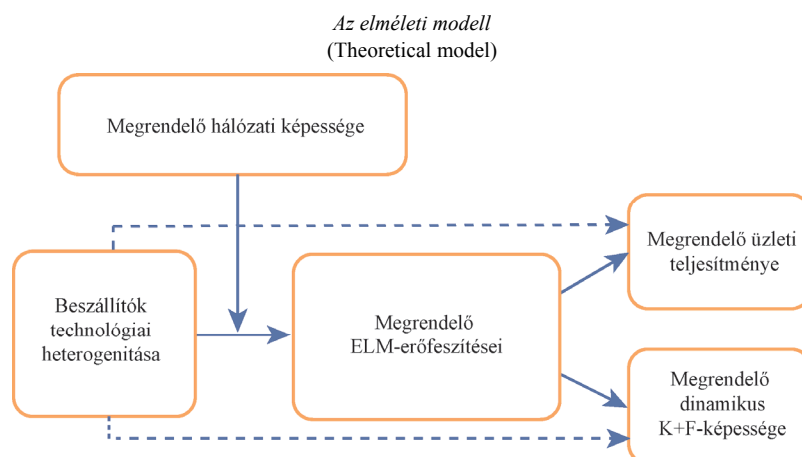 Az elméleti modell
(Theoretical model)
Megrendelő hálózati képessége
Beszállítók
technológiai
heterogenitása
Megrendelő
ELM-erőfeszítései
Megrendelő üzleti
teljesítménye
Megrendelő
dinamikus
K+F-képessége